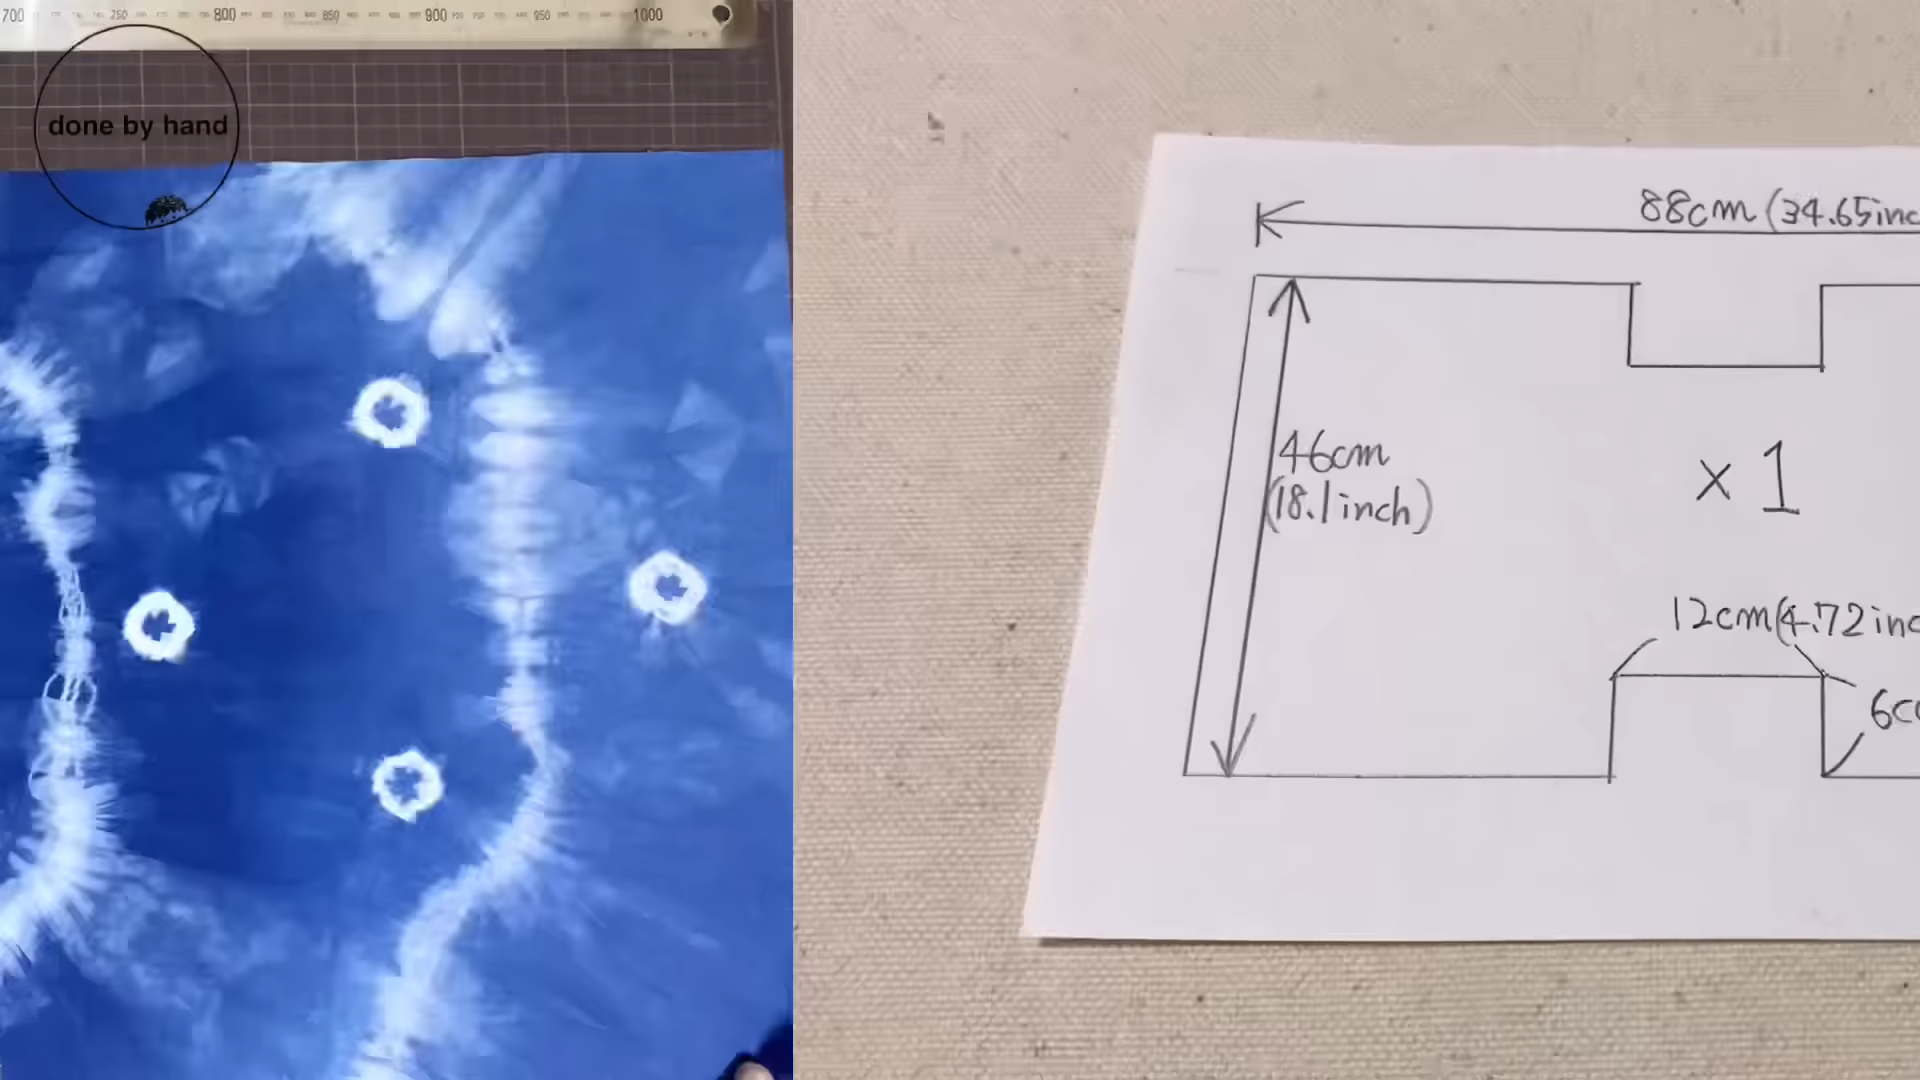 700 750 800 850 900 950 1000
done by hand
88cm (34.65inc
46cm
(18.1inch)
x 1
12cm(4.72inc
6c